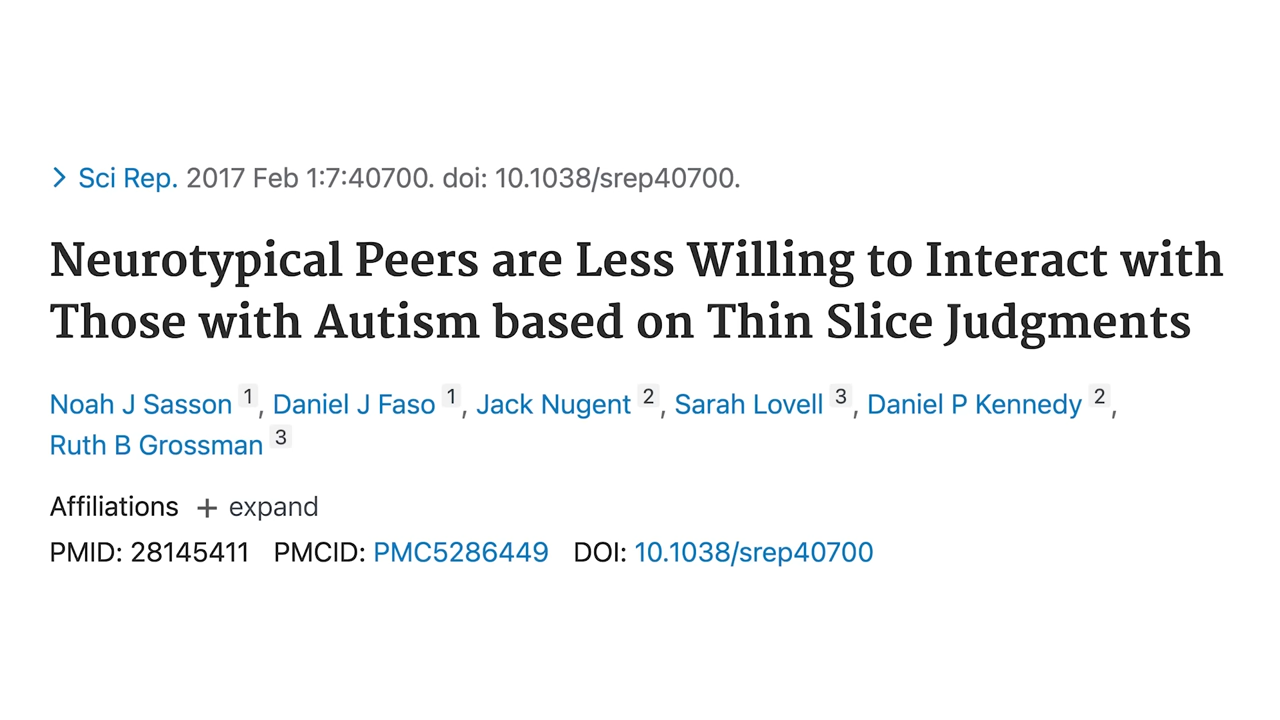 Sci Rep. 2017 Feb 1:7:40700. doi: 10.1038/srep40700.
Neurotypical Peers are Less Willing to Interact with
Those with Autism based on Thin Slice Judgments
Noah J Sasson 1, Daniel J Faso 1, Jack Nugent 2, Sarah Lovell 3, Daniel P Kennedy 2,
Ruth B Grossman 3
Affiliations + expand
PMID: 28145411 PMCID: PMC5286449 DOI: 10.1038/srep40700